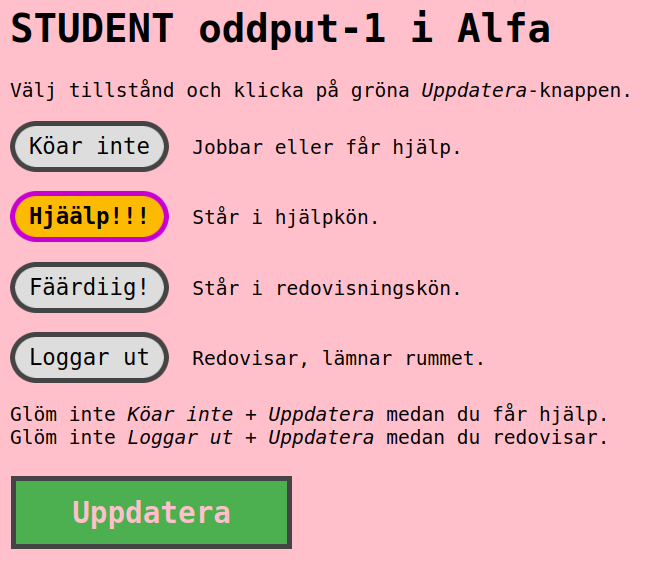 STUDENT oddput-1 i Alfa
Välj tillstånd och klicka på gröna Uppdatera-knappen.
Köar inte Jobbar eller får hjälp.
Hjäälp!!! Står i hjälpkön.
Fäärdiig! Står i redovisningskön.
Loggar ut Redovisar, lämnar rummet.
Glöm inte Köar inte + Uppdatera medan du får hjälp.
Glöm inte Loggar ut + Uppdatera medan du redovisar.
Uppdatera